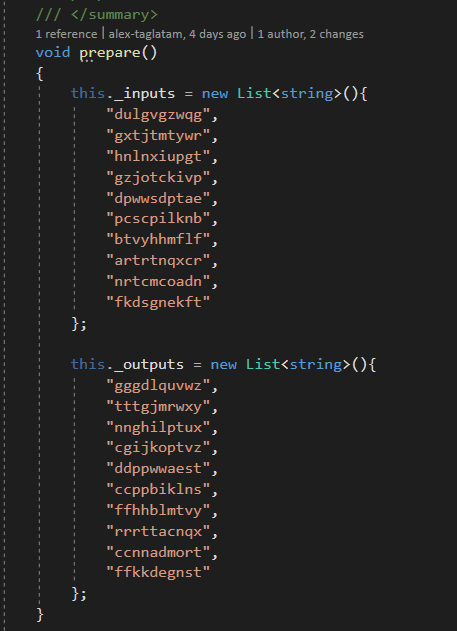 /// </summary>
1 reference | alex-taglatam, 4 days ago | 1 author, 2 changes
void prepare()
{
this._inputs = new List<string>(){
"dulgvgzwqg",
"gxtjtmtywr",
"hnlnxiupgt",
"gzjotckivp",
"dpwwsdptae",
"pcscpilknb",
"btvyhhmflf",
"artrtnqxcr",
"nrtcmcoadn",
"fkdsgnekft"
};
this._outputs = new List<string>(){
"gggdlquvwz",
"tttgjmrwxy",
"nnghilptux",
"cgijkoptvz",
"ddppwwaest",
"ccppbiklns",
"ffhhblmtvy",
"rrrttacnqx",
"ccnnadmort",
"ffkkdegnst"
};
}